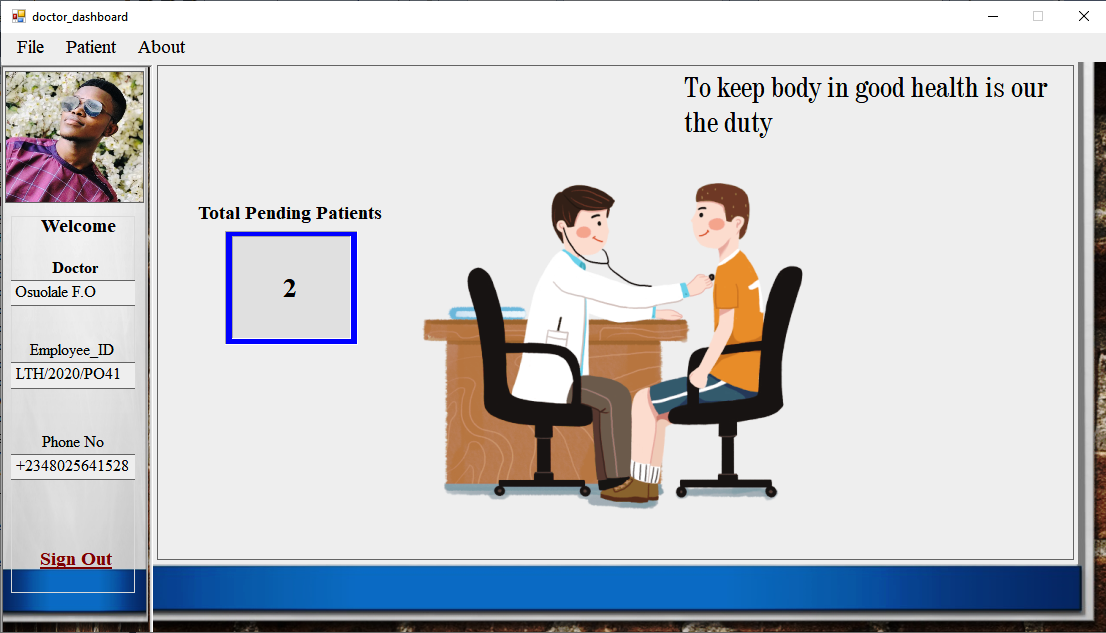 doctor_dashboard
File Patient About
To keep body in good health is our
the duty
Total Pending Patients
2
Welcome
Doctor
Osuolale F.O
Employee_ID
LTH/2020/PO41
Phone No
+2348025641528
Sign Out